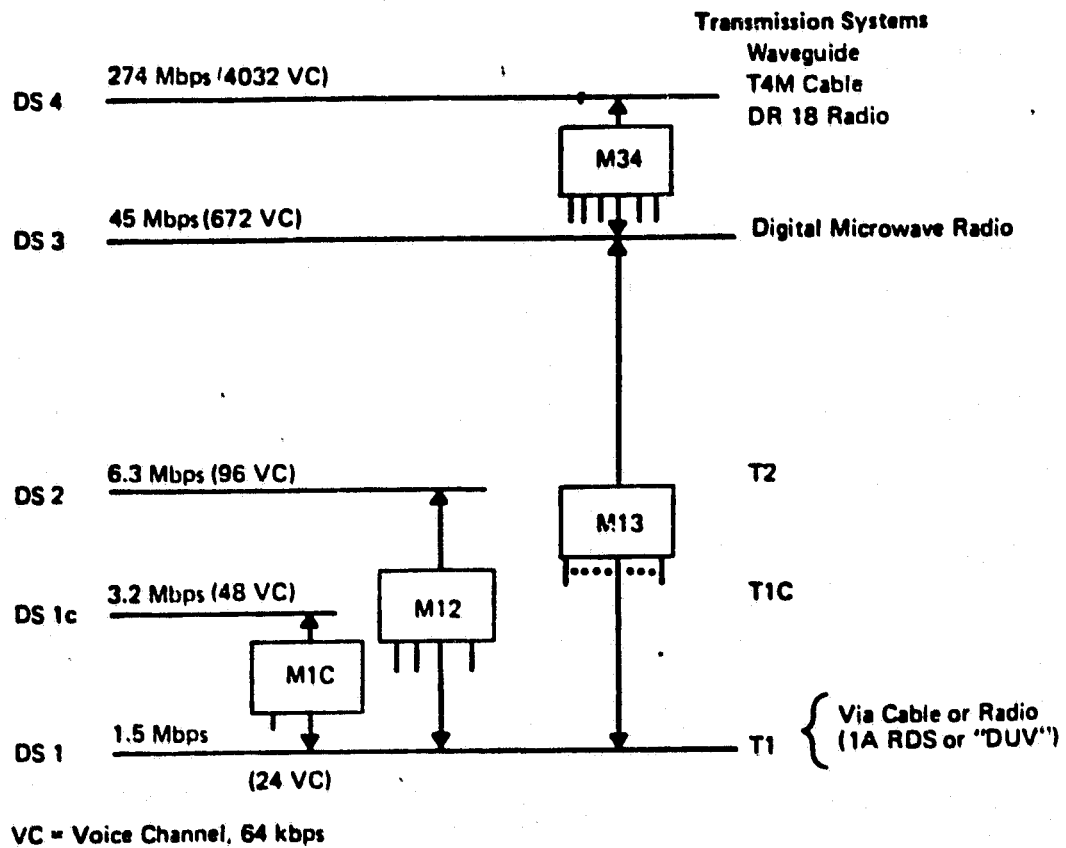 Transmission Systems
Waveguide
T4M Cable
DR 18 Radio
DS 4
274 Mbps (4032 VC)
M34
DS 3
45 Mbps (672 VC)
Digital Microwave Radio
DS 2
6.3 Mbps (96 VC)
T2
M13
DS 1c
3.2 Mbps (48 VC)
M12
T1C
M1C
DS 1
1.5 Mbps
(24 VC)
T1
Via Cable or Radio
(1A RDS or "DUV")
VC = Voice Channel, 64 kbps